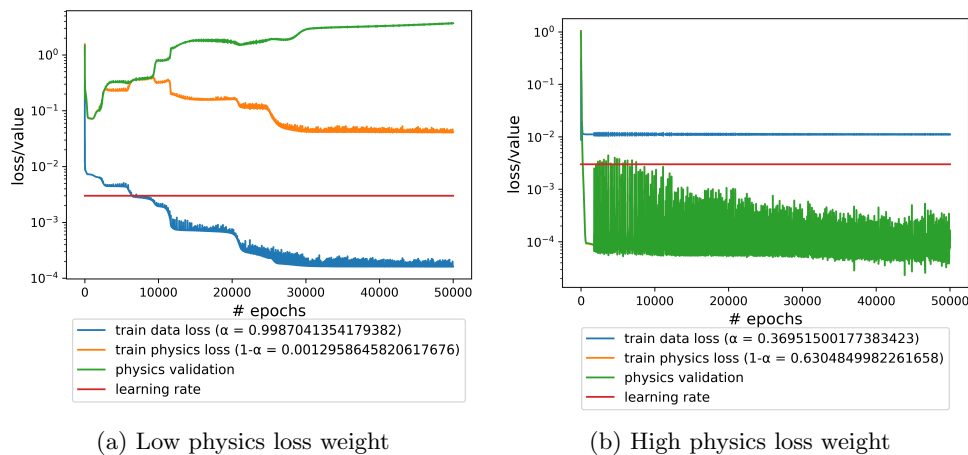 loss/value
10⁰
10⁻¹
10⁻²
10⁻³
10⁻⁴
0
10000
20000
30000
40000
50000
# epochs
train data loss (α = 0.9987041354179382)
train physics loss (1-α = 0.0012958645820617676)
physics validation
learning rate
(a) Low physics loss weight
loss/value
10⁰
10⁻¹
10⁻²
10⁻³
10⁻⁴
0
10000
20000
30000
40000
50000
# epochs
train data loss (α = 0.36951500177383423)
train physics loss (1-α = 0.6304849982261658)
physics validation
learning rate
(b) High physics loss weight